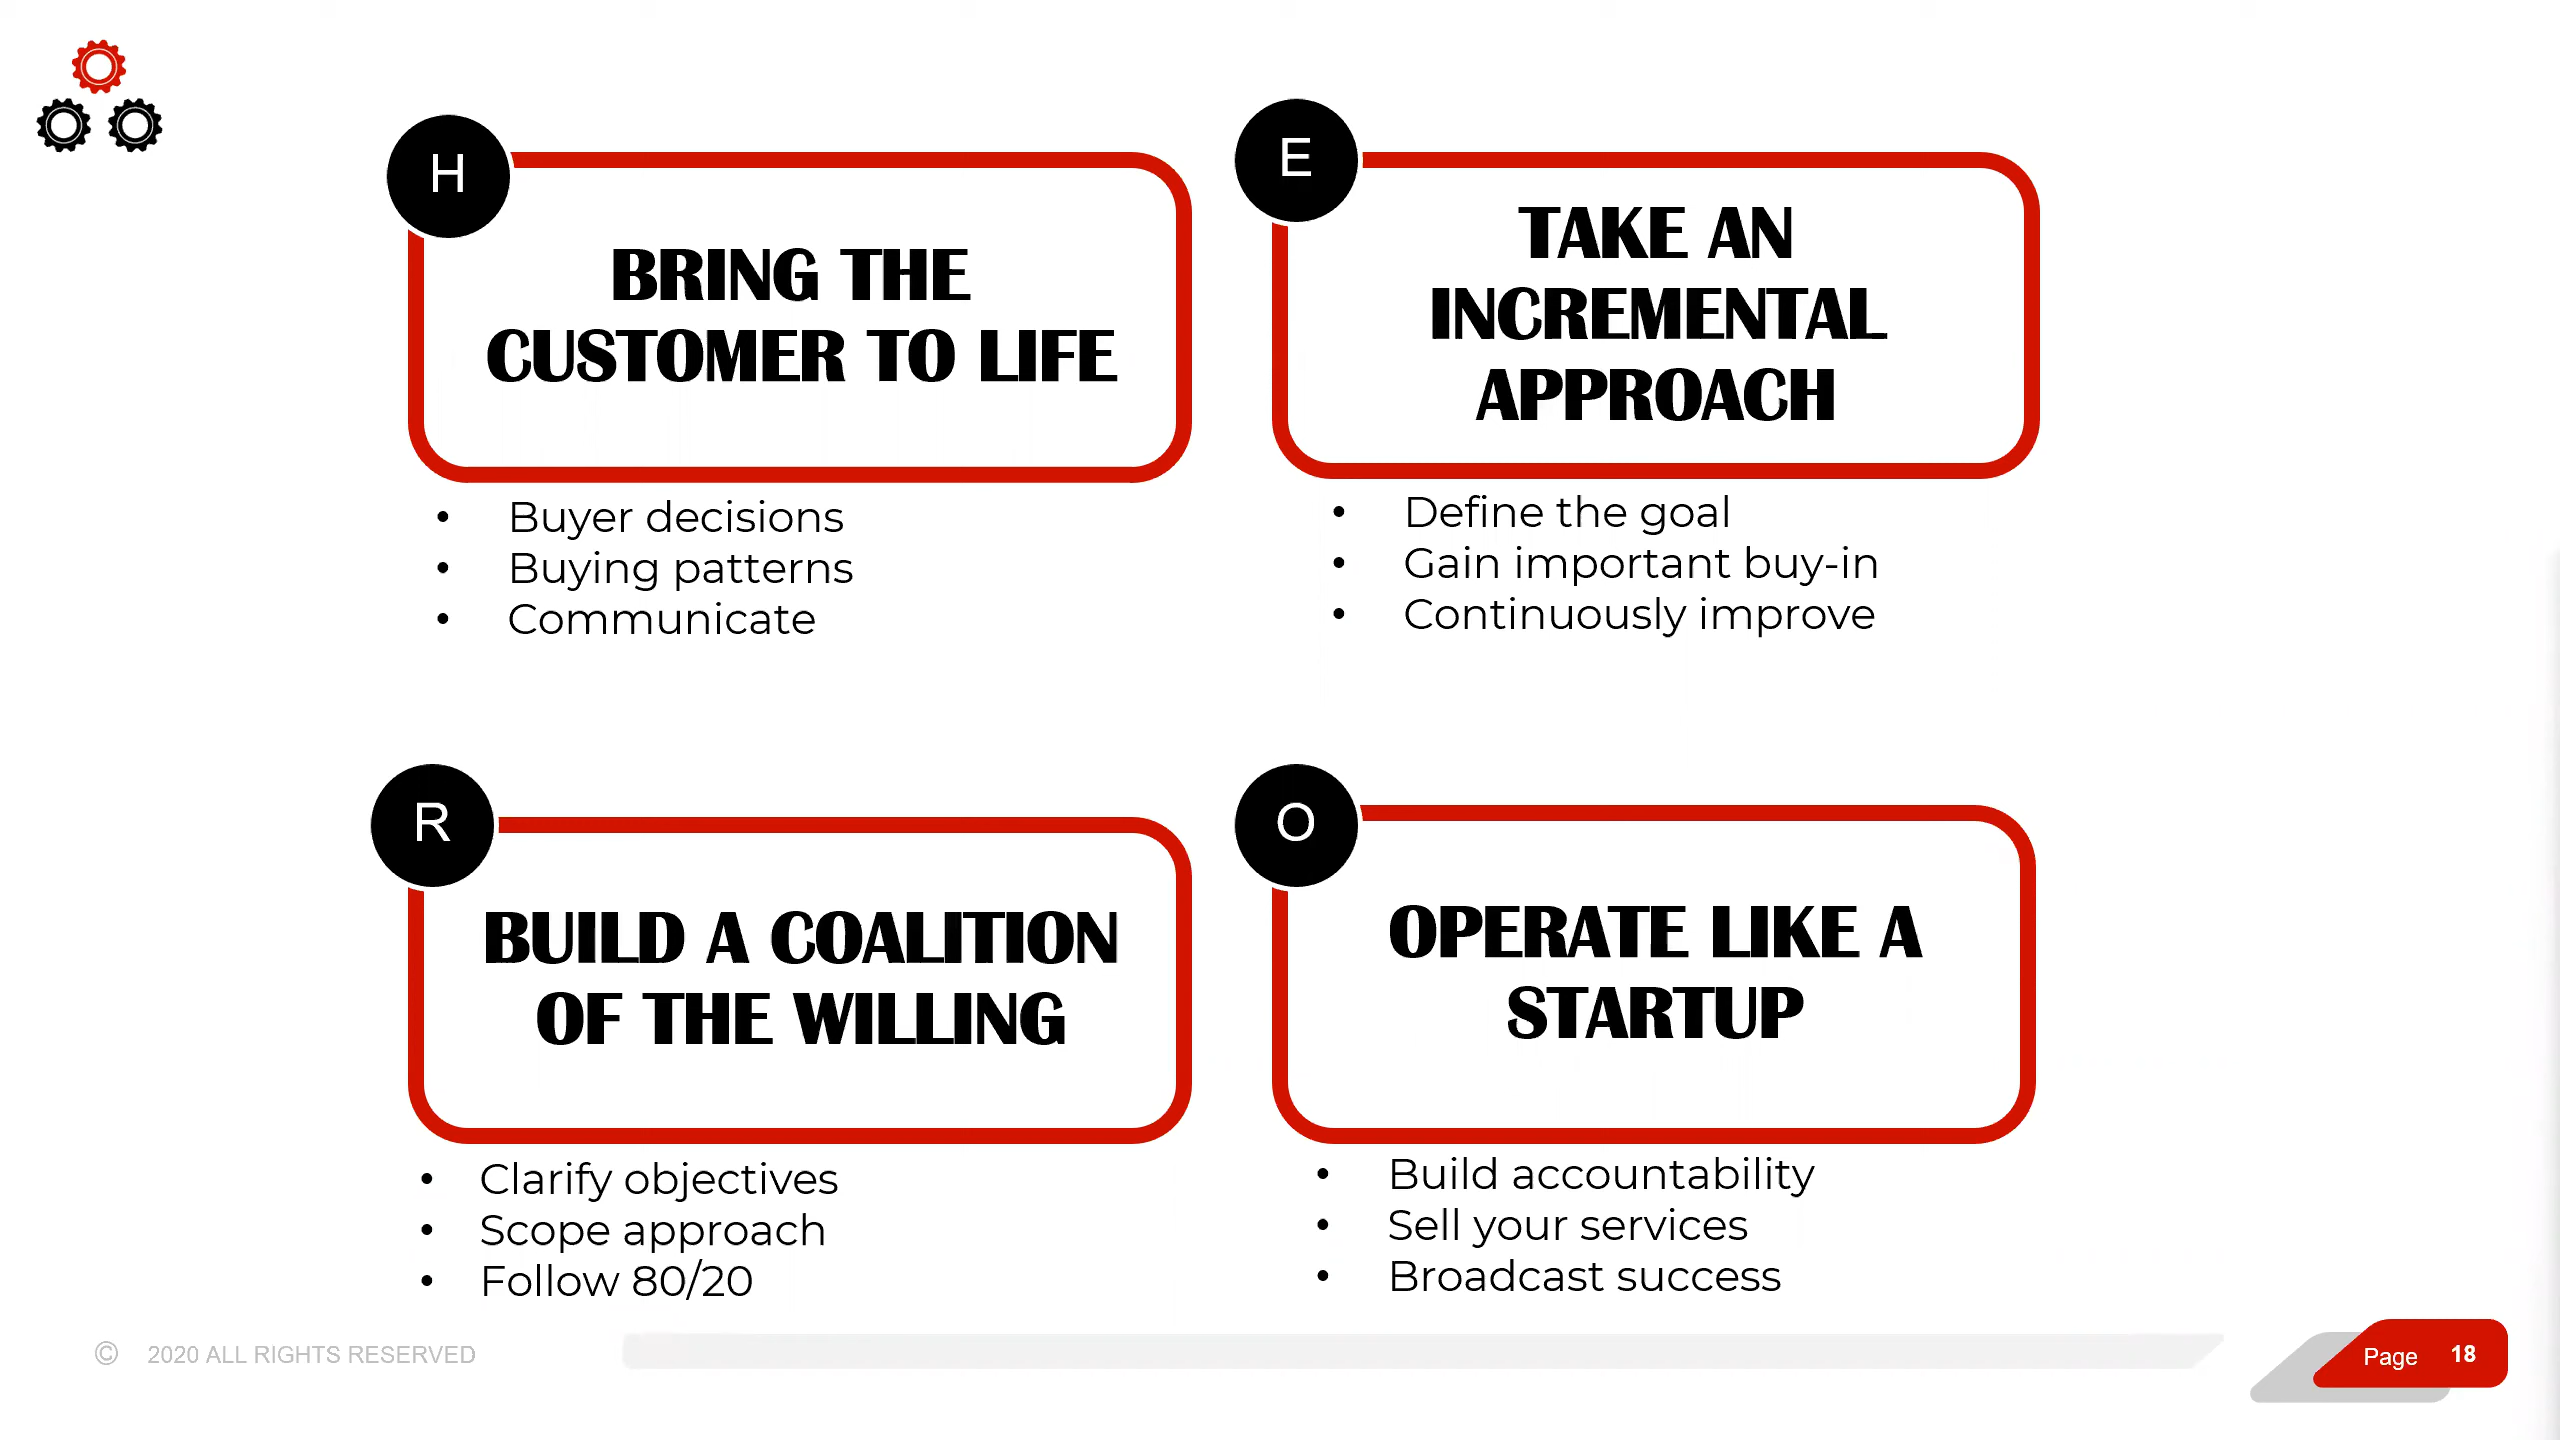 H
BRING THE
CUSTOMER TO LIFE
• Buyer decisions
• Buying patterns
• Communicate
E
TAKE AN
INCREMENTAL
APPROACH
• Define the goal
• Gain important buy-in
• Continuously improve
R
BUILD A COALITION
OF THE WILLING
• Clarify objectives
• Scope approach
• Follow 80/20
O
OPERATE LIKE A
STARTUP
• Build accountability
• Sell your services
• Broadcast success
© 2020 ALL RIGHTS RESERVED
Page 18